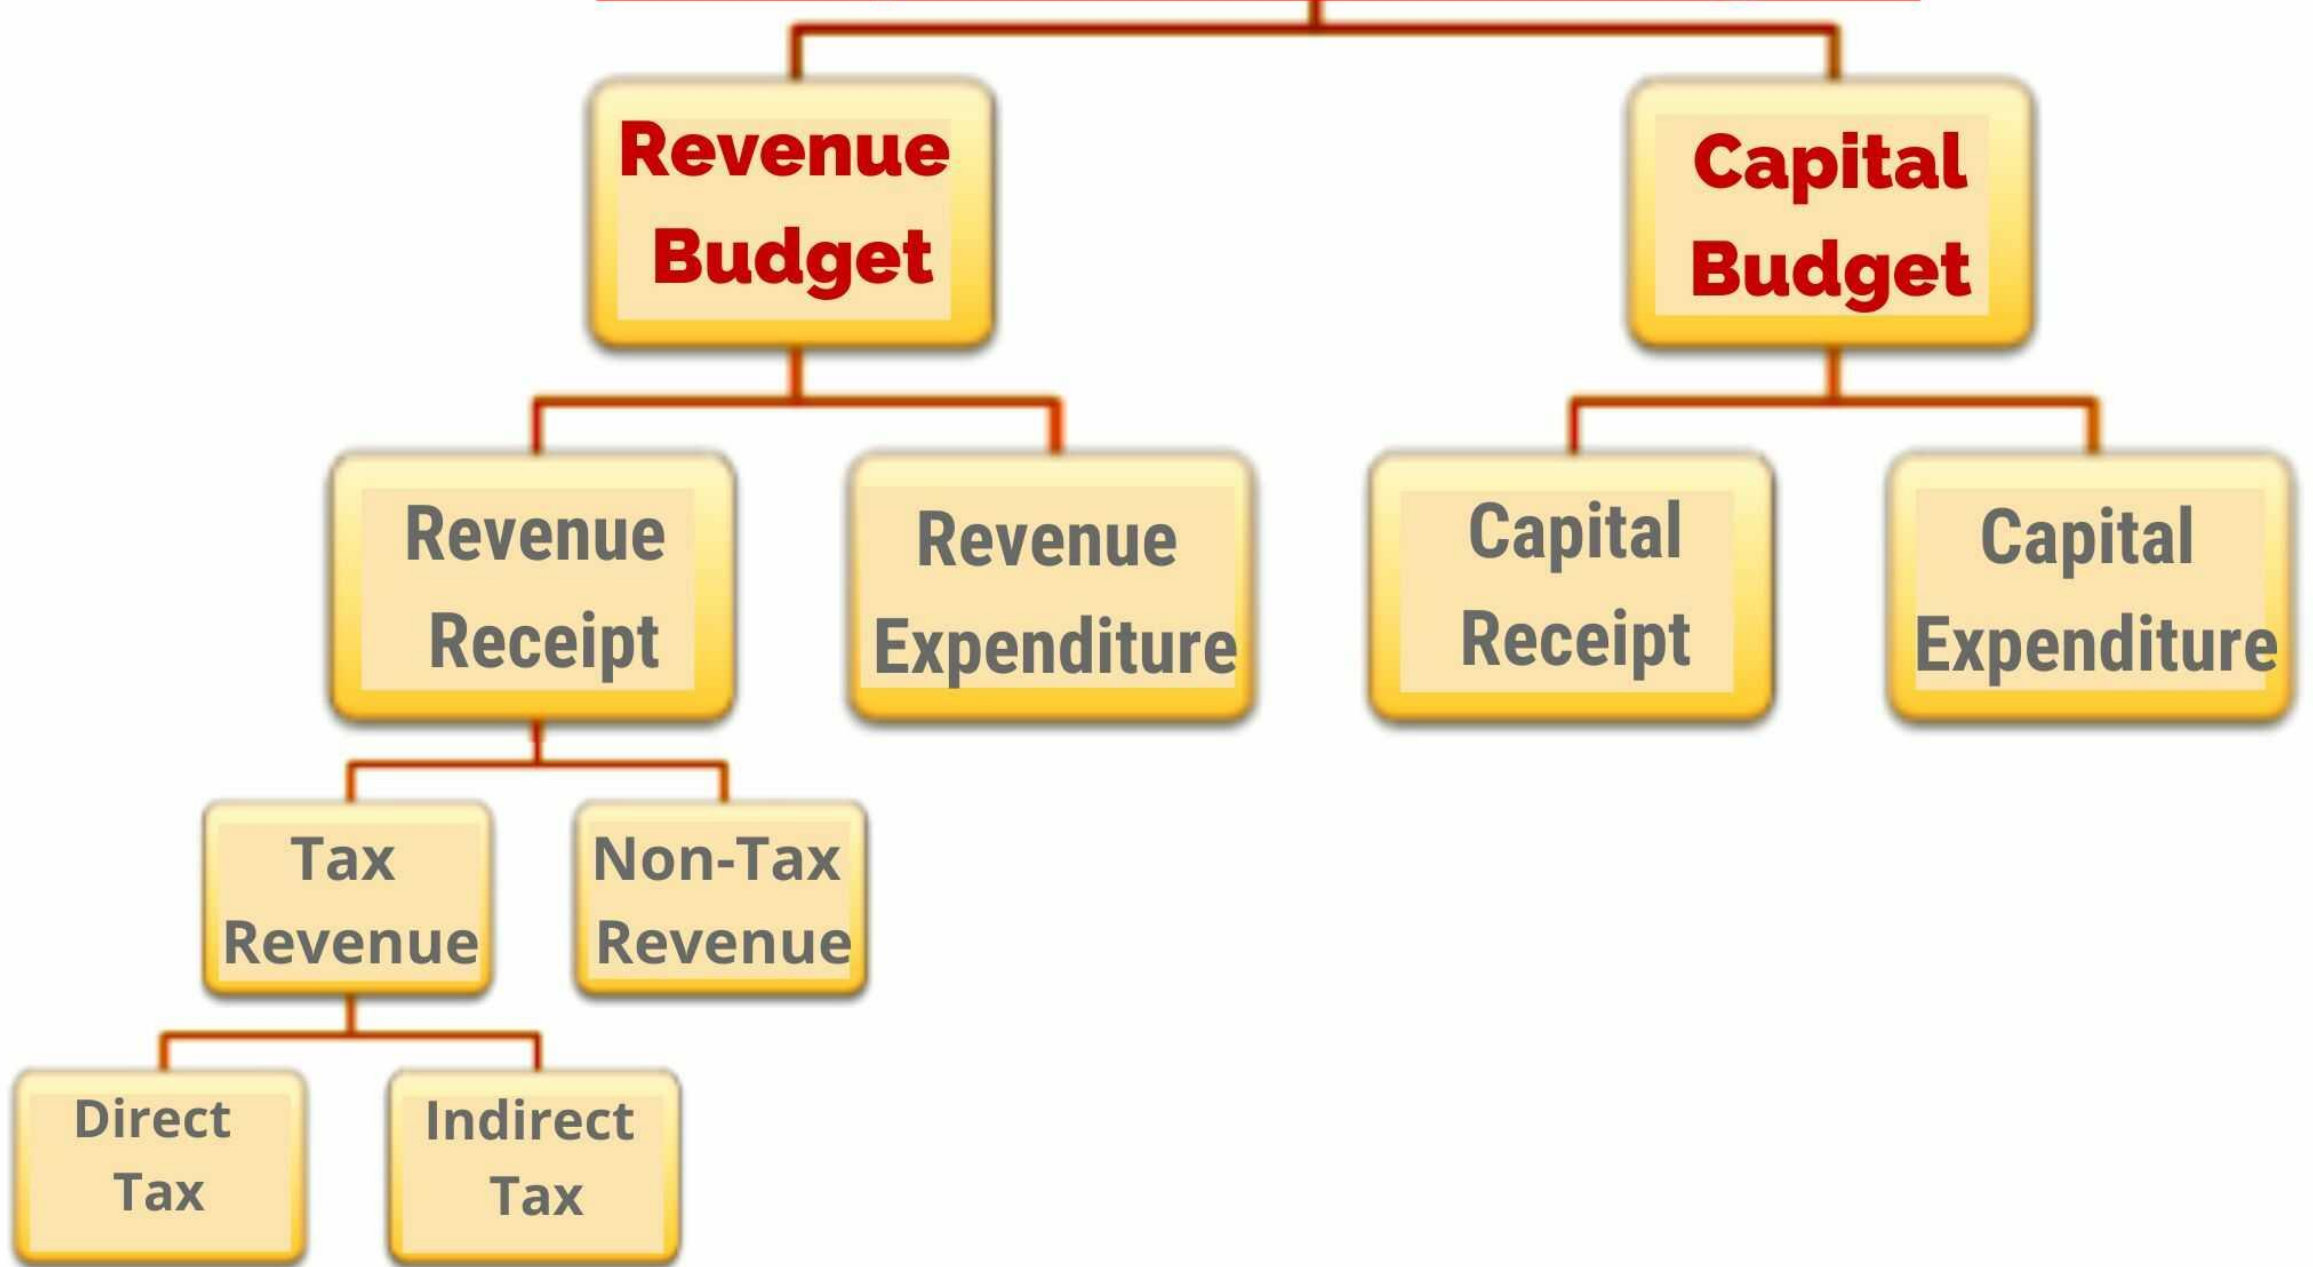 Revenue
Budget
Capital
Budget
Revenue
Receipt
Revenue
Expenditure
Capital
Receipt
Capital
Expenditure
Tax
Revenue
Non-Tax
Revenue
Direct
Tax
Indirect
Tax